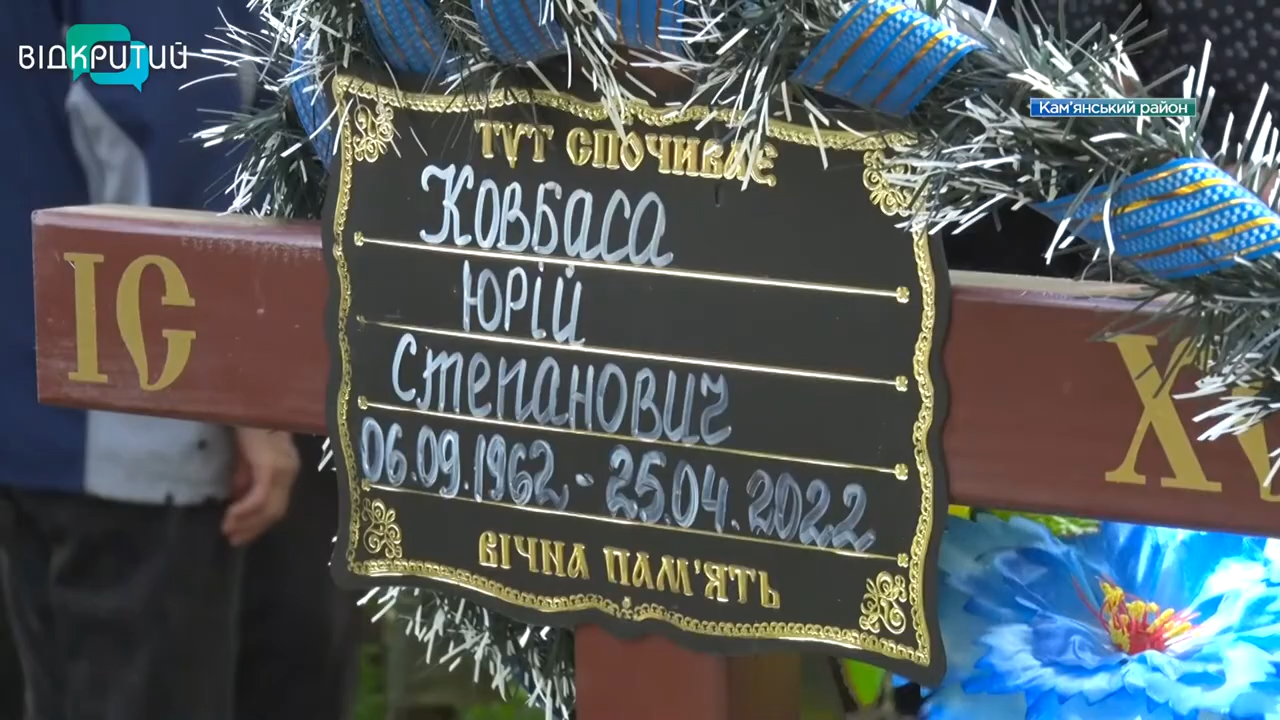 ВІДКРИТИЙ
Кам'янський район
ТУТ СПОЧИВАЄ
Ковбаса
Юрій
Степанович
06.09.1962 - 25.04.2022
ВІЧНА ПАМ'ЯТЬ
ІС
Х